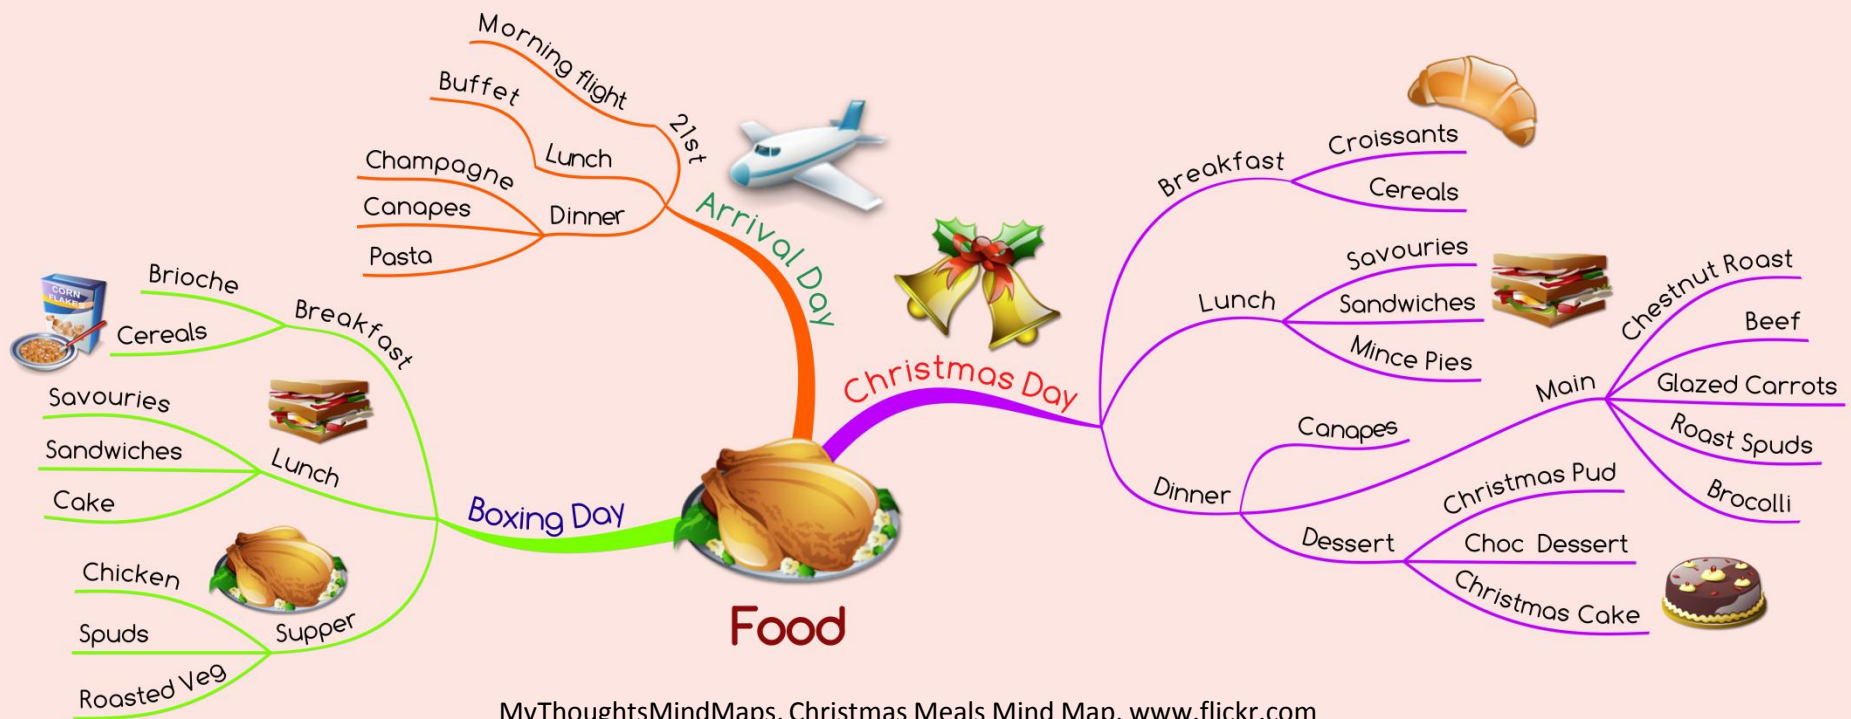 Morning flight
21st
Buffet
Lunch
Champagne
Canapes
Pasta
Dinner
Arrival Day
Brioche
Cereals
Breakfast
CORN
FLAKES
Savouries
Sandwiches
Cake
Lunch
Chicken
Spuds
Roasted Veg
Supper
Boxing Day
Christmas Day
Breakfast
Croissants
Cereals
Lunch
Savouries
Sandwiches
Mince Pies
Dinner
Canapes
Main
Chestnut Roast
Beef
Glazed Carrots
Roast Spuds
Brocolli
Dessert
Christmas Pud
Choc Dessert
Christmas Cake
Food
MyThoughtsMindMaps, Christmas Meals Mind Map, www.flickr.com